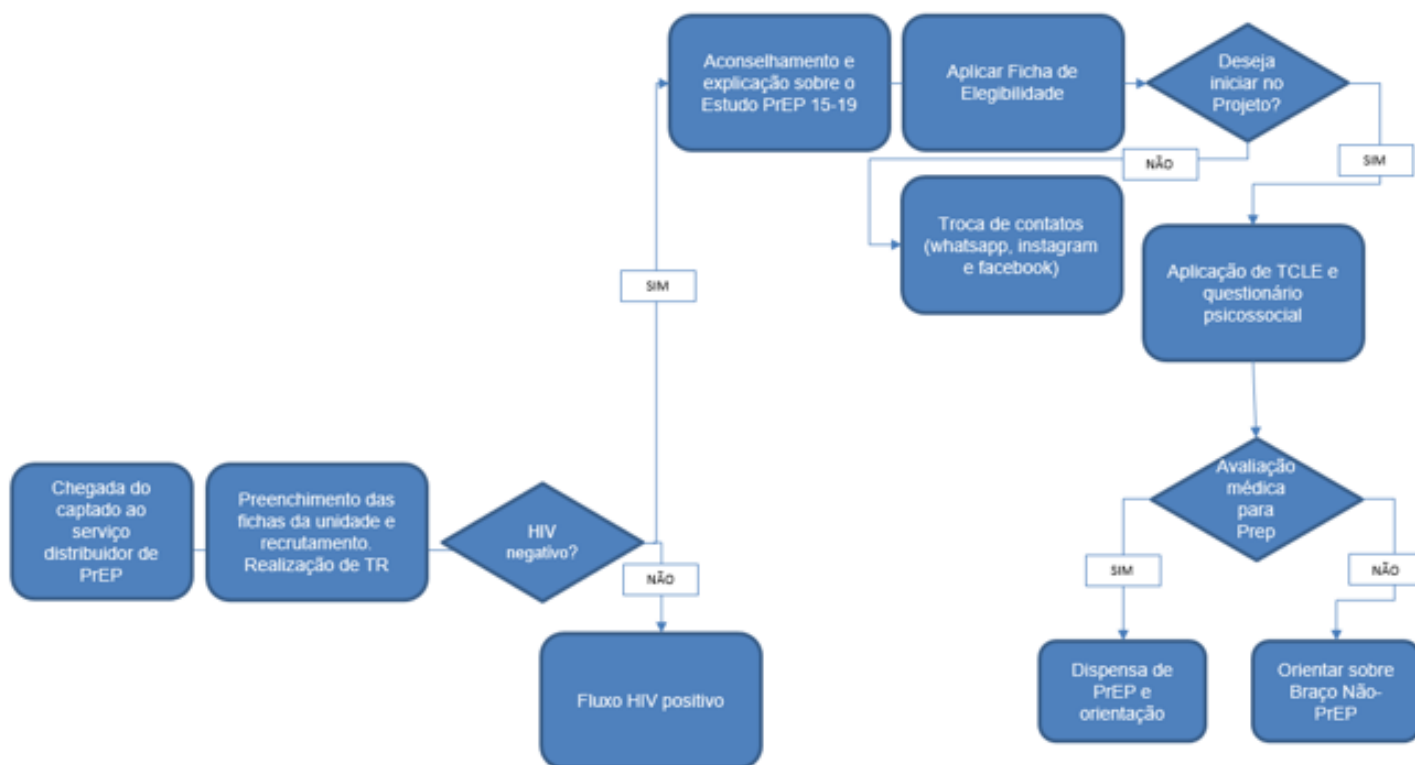 Aconselhamento e
explicação sobre o
Estudo PrEP 15-19
Aplicar Ficha de
Elegibilidade
Deseja
iniciar no
Projeto?
NÃO
SIM
Troca de contatos
(whatsapp, instagram
e facebook)
Aplicação de TCLE e
questionário
psicossocial
SIM
Chegada do
captado ao
serviço
distribuidor de
PrEP
Preenchimento das
fichas da unidade e
recrutamento.
Realização de TR
HIV
negativo?
NÃO
Fluxo HIV positivo
Avaliação
médica
para
Prep
SIM
NÃO
Dispensa de
PrEP e
orientação
Orientar sobre
Braço Não-
PrEP